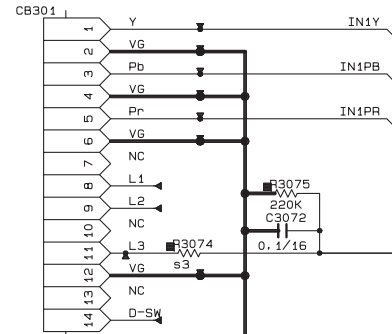 CB301
1 Y IN1Y
2 VG
3 Pb IN1PB
4 VG
5 Pr IN1PR
6 VG
7 NC
8 L1
9 L2
10 NC
11 L3
12 VG
13 NC
14 D-SW
R3075
220K
C3072
0.1/16
R3074
s3